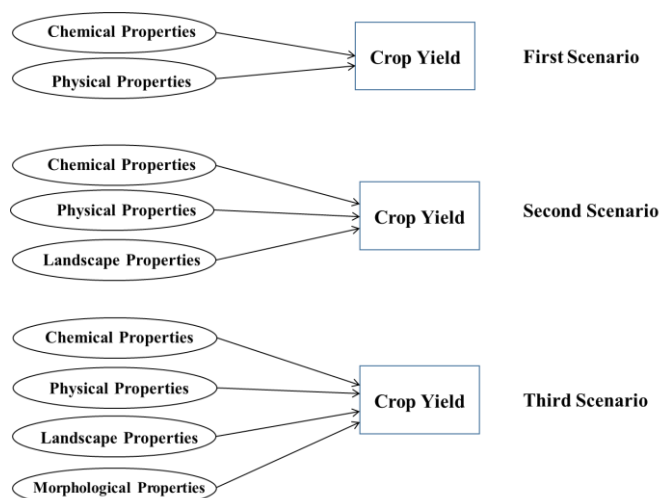 Chemical Properties
Physical Properties
Crop Yield
First Scenario
Chemical Properties
Physical Properties
Landscape Properties
Crop Yield
Second Scenario
Chemical Properties
Physical Properties
Landscape Properties
Morphological Properties
Crop Yield
Third Scenario